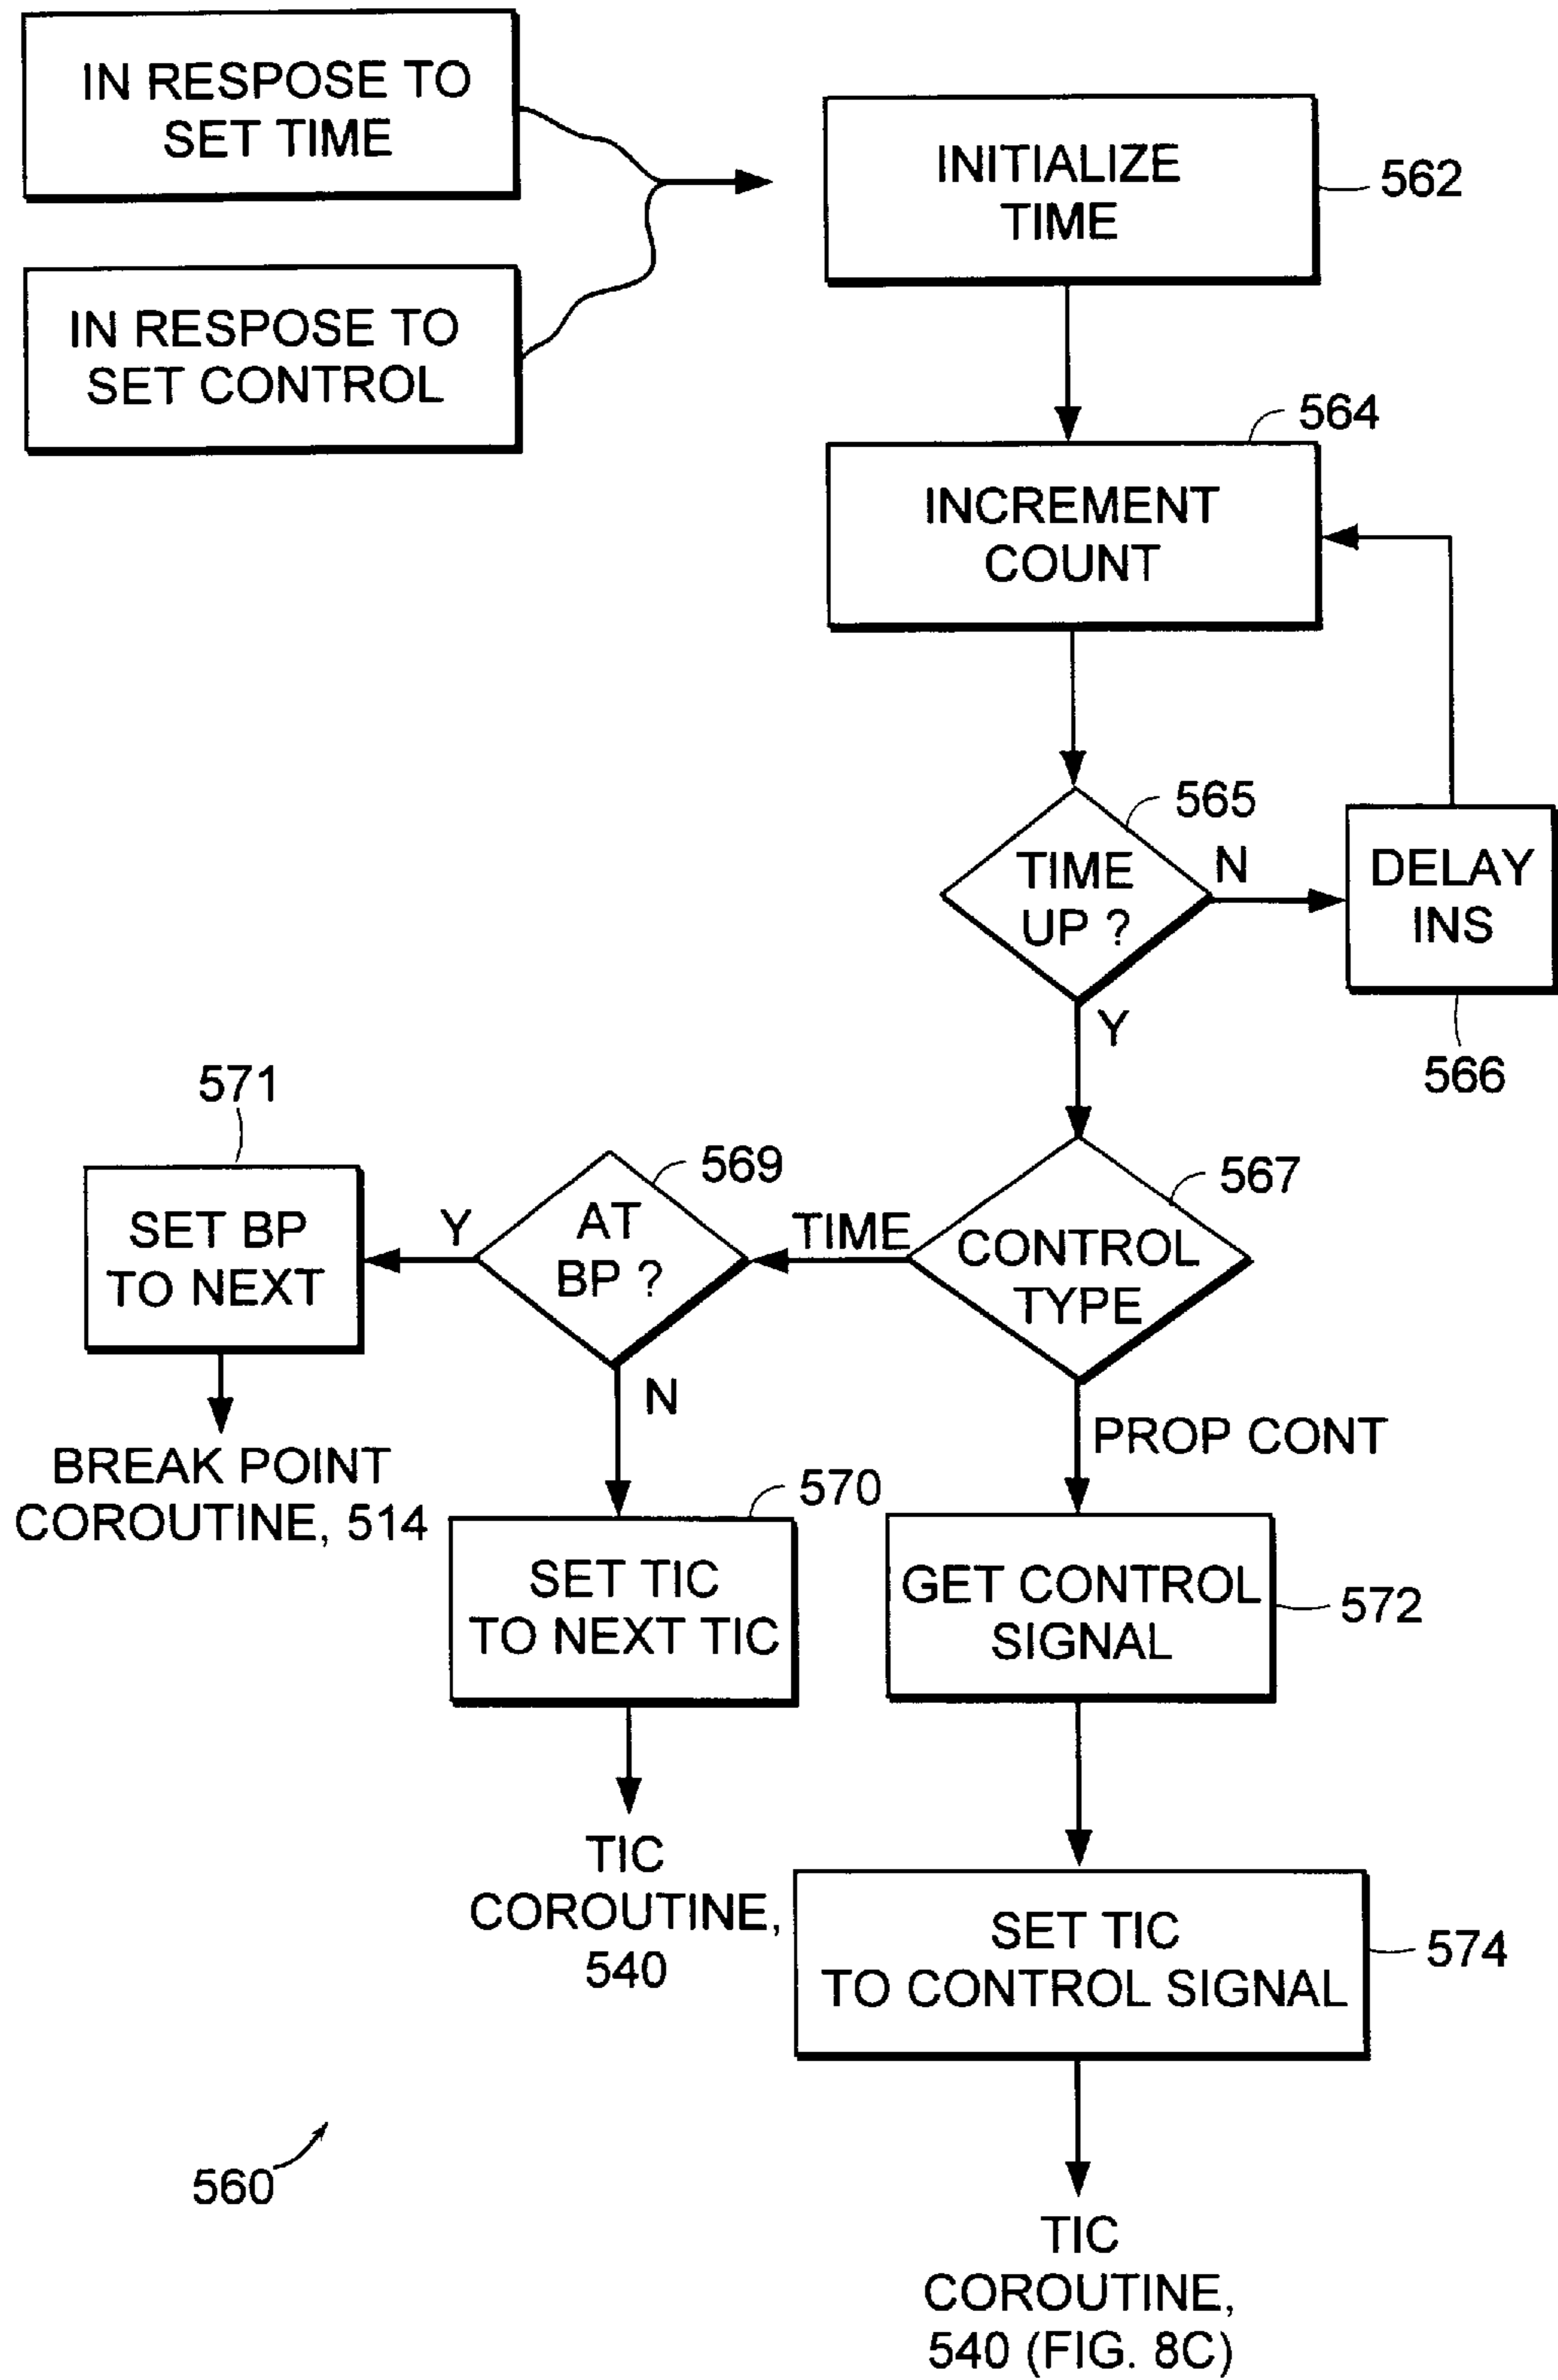 IN RESPOSE TO
SET TIME
IN RESPOSE TO
SET CONTROL
INITIALIZE
TIME
562
564
INCREMENT
COUNT
565
TIME
UP ?
N
DELAY
INS
566
Y
571
SET BP
TO NEXT
Y
569
AT
BP ?
TIME
567
CONTROL
TYPE
BREAK POINT
COROUTINE, 514
N
PROP CONT
570
SET TIC
TO NEXT TIC
GET CONTROL
SIGNAL
572
TIC
COROUTINE,
540
SET TIC
TO CONTROL SIGNAL
574
560
TIC
COROUTINE,
540 (FIG. 8C)